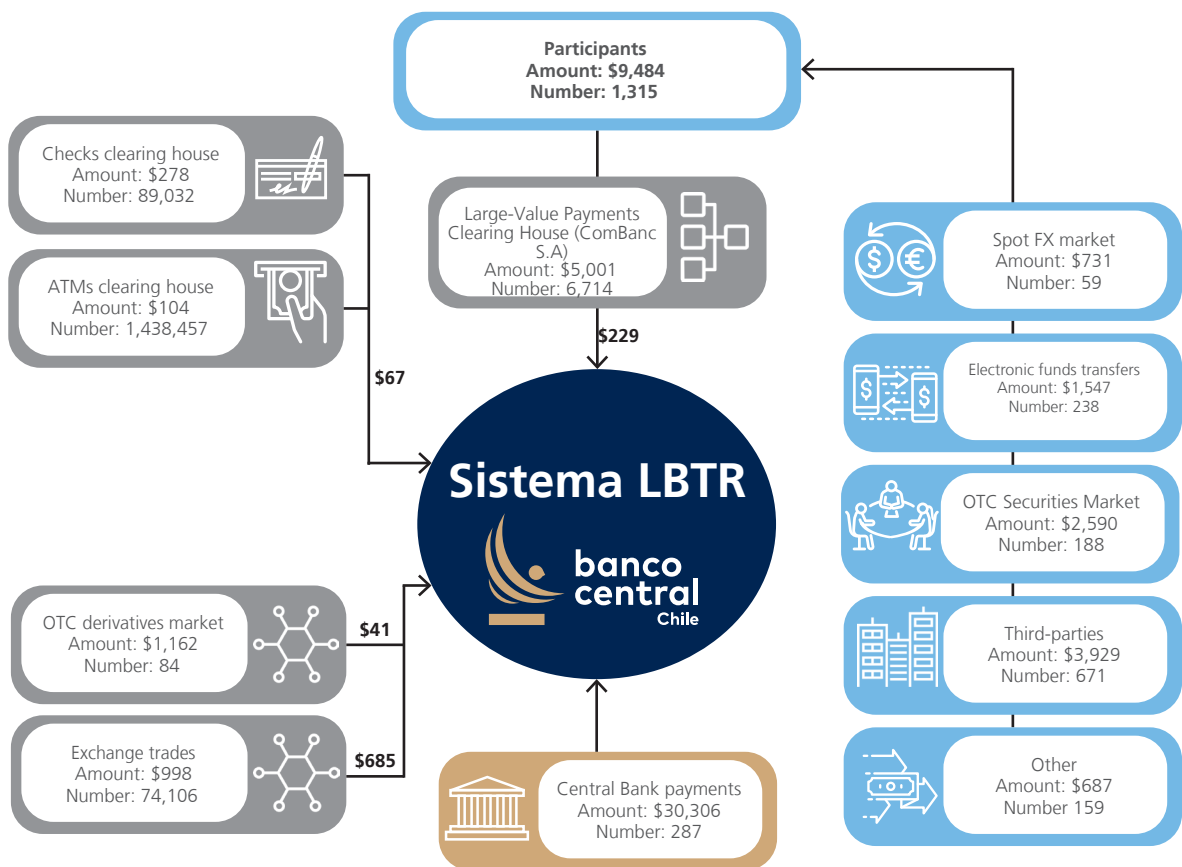 Participants
Amount: $9,484
Number: 1,315
Checks clearing house
Amount: $278
Number: 89,032
ATMs clearing house
Amount: $104
Number: 1,438,457
$67
Large-Value Payments
Clearing House (ComBanc
S.A)
Amount: $5,001
Number: 6,714
$229
Spot FX market
Amount: $731
Number: 59
Electronic funds transfers
Amount: $1,547
Number: 238
OTC Securities Market
Amount: $2,590
Number: 188
Third-parties
Amount: $3,929
Number: 671
Other
Amount: $687
Number 159
Sistema LBTR
banco
central
Chile
OTC derivatives market
Amount: $1,162
Number: 84
$41
Exchange trades
Amount: $998
Number: 74,106
$685
Central Bank payments
Amount: $30,306
Number: 287
$
€
$
$